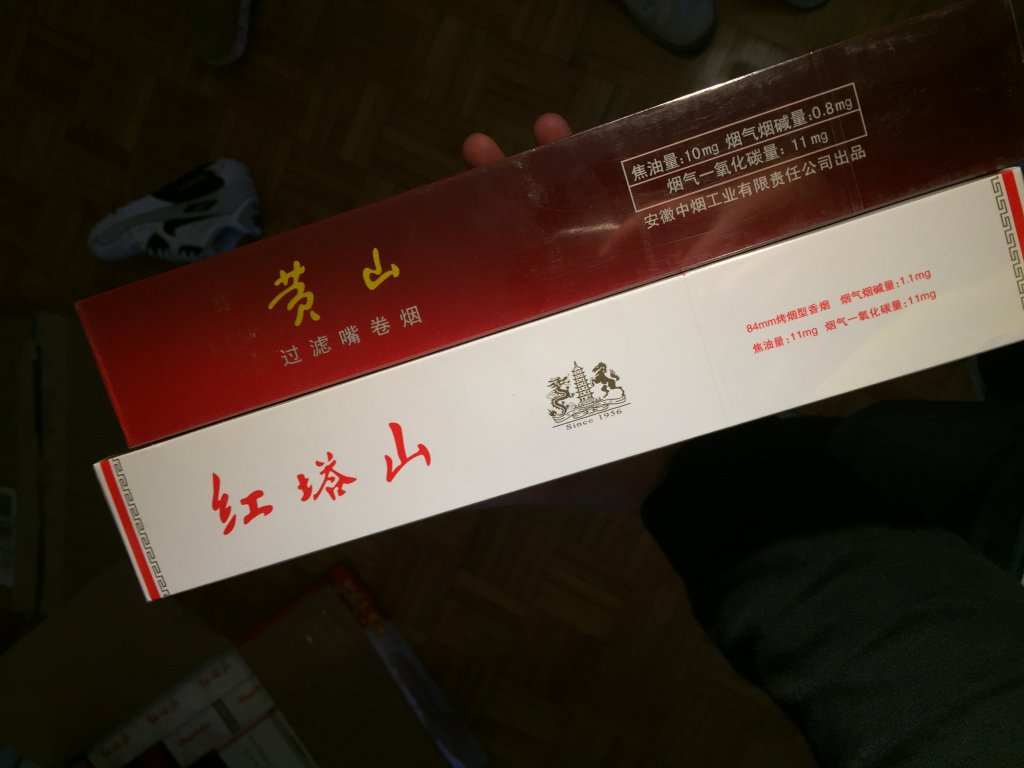 焦油量:10mg 烟气烟碱量:0.8mg
烟气一氧化碳量: 11mg
安徽中烟工业有限责任公司出品
黄山
过滤嘴卷烟
84mm烤烟型香烟 烟气烟碱量:1.1mg
焦油量:11mg 烟气一氧化碳量:11mg
Since 1956
红塔山